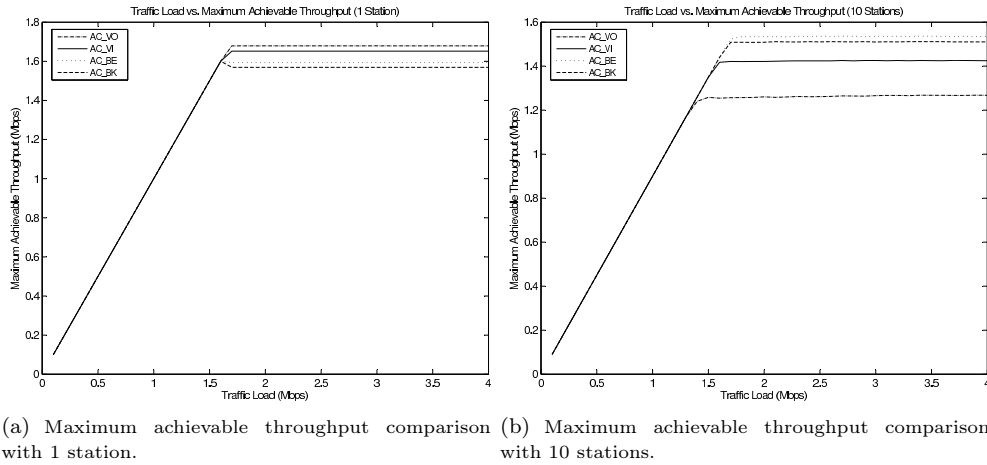 Traffic Load vs. Maximum Achievable Throughput (1 Station)
1.8
1.6
1.4
1.2
1
0.8
0.6
0.4
0.2
0
Maximum Achievable Throughput (Mbps)
AC_VO
AC_VI
AC_BE
AC_BK
0 0.5 1 1.5 2 2.5 3 3.5 4
Traffic Load (Mbps)
(a) Maximum achievable throughput comparison
with 1 station.
Traffic Load vs. Maximum Achievable Throughput (10 Stations)
1.6
1.4
1.2
1
0.8
0.6
0.4
0.2
0
Maximum Achievable Throughput (Mbps)
AC_VO
AC_VI
AC_BE
AC_BK
0 0.5 1 1.5 2 2.5 3 3.5 4
Traffic Load (Mbps)
(b) Maximum achievable throughput comparison
with 10 stations.